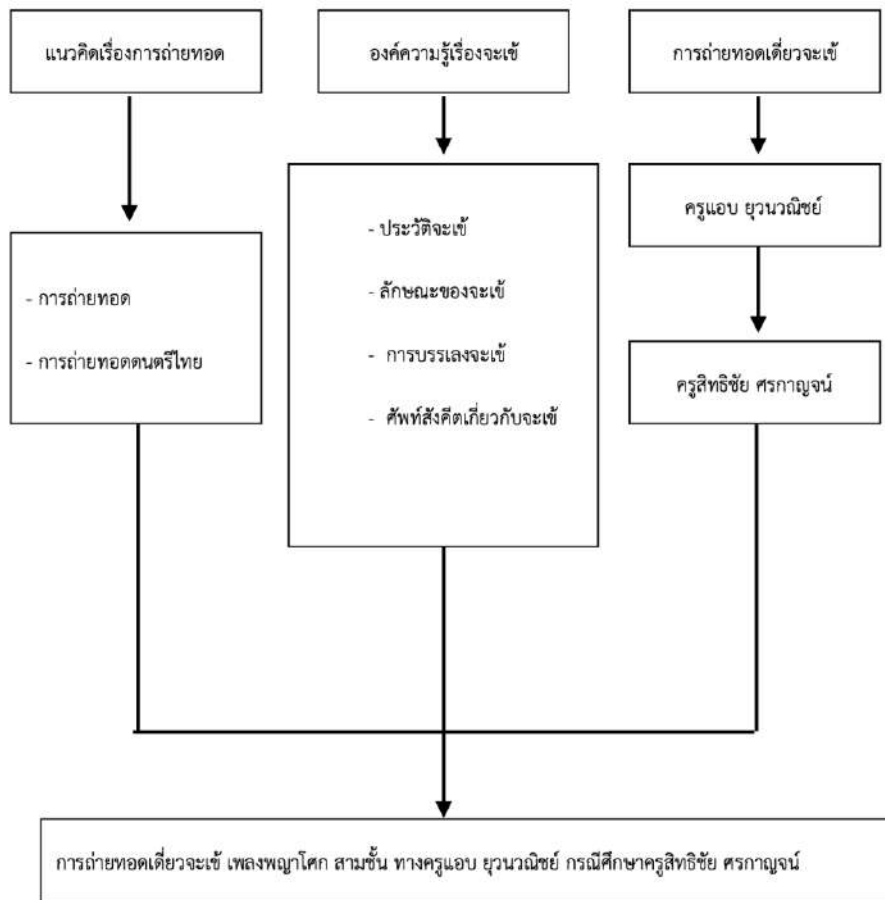 แนวคิดเรื่องการถ่ายทอด
องค์ความรู้เรื่องจะเข้
การถ่ายทอดเดี่ยวจะเข้
- การถ่ายทอด
- การถ่ายทอดดนตรีไทย
- ประวัติจะเข้
- ลักษณะของจะเข้
- การบรรเลงจะเข้
- ศัพท์สังคีตเกี่ยวกับจะเข้
ครูแอบ ยุวนวณิชย์
ครูสิทธิชัย ศรกาญจน์
การถ่ายทอดเดี่ยวจะเข้ เพลงพญาโศก สามชั้น ทางครูแอบ ยุวนวณิชย์ กรณีศึกษาครูสิทธิชัย ศรกาญจน์